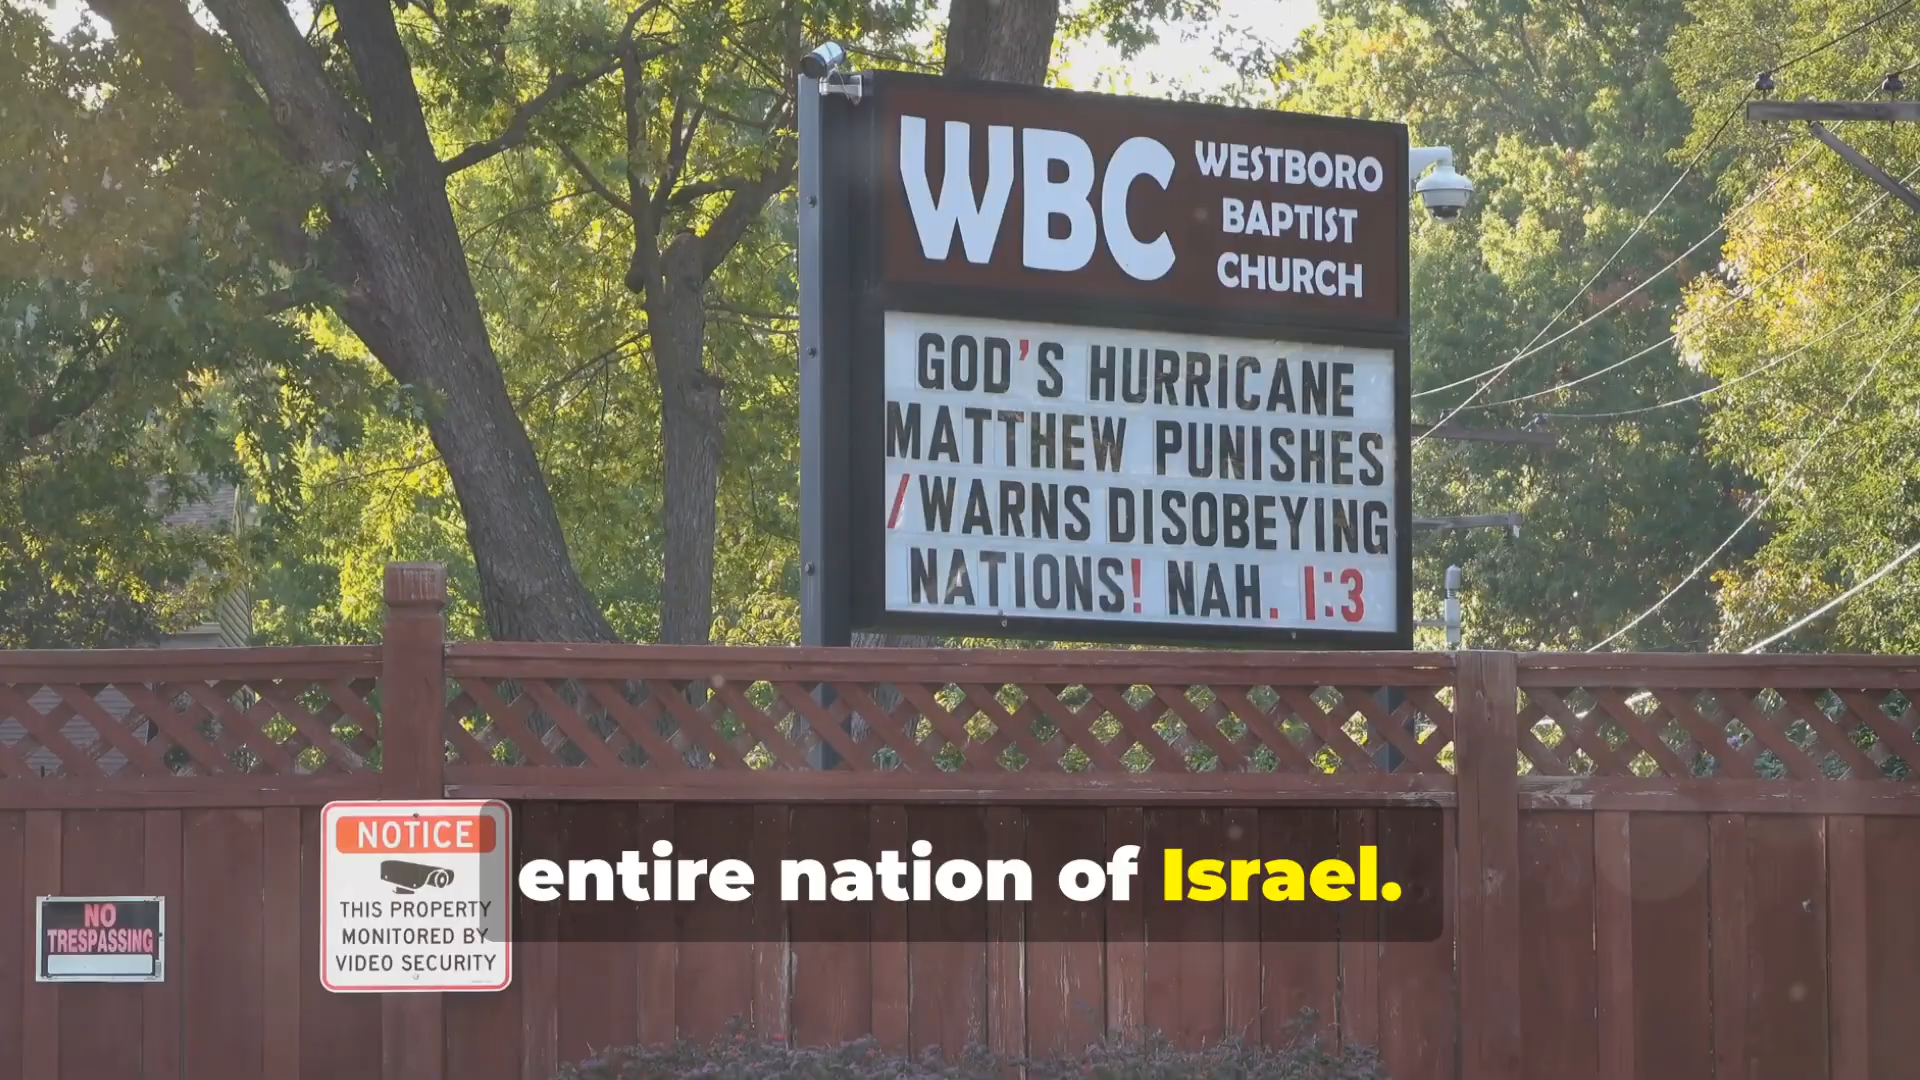 WBC
WESTBORO
BAPTIST
CHURCH
GOD'S HURRICANE
MATTHEW PUNISHES
/WARNS DISOBEYING
NATIONS! NAH. 1:3
entire nation of Israel.
NOTICE
THIS PROPERTY
MONITORED BY
VIDEO SECURITY
NO
TRESPASSING